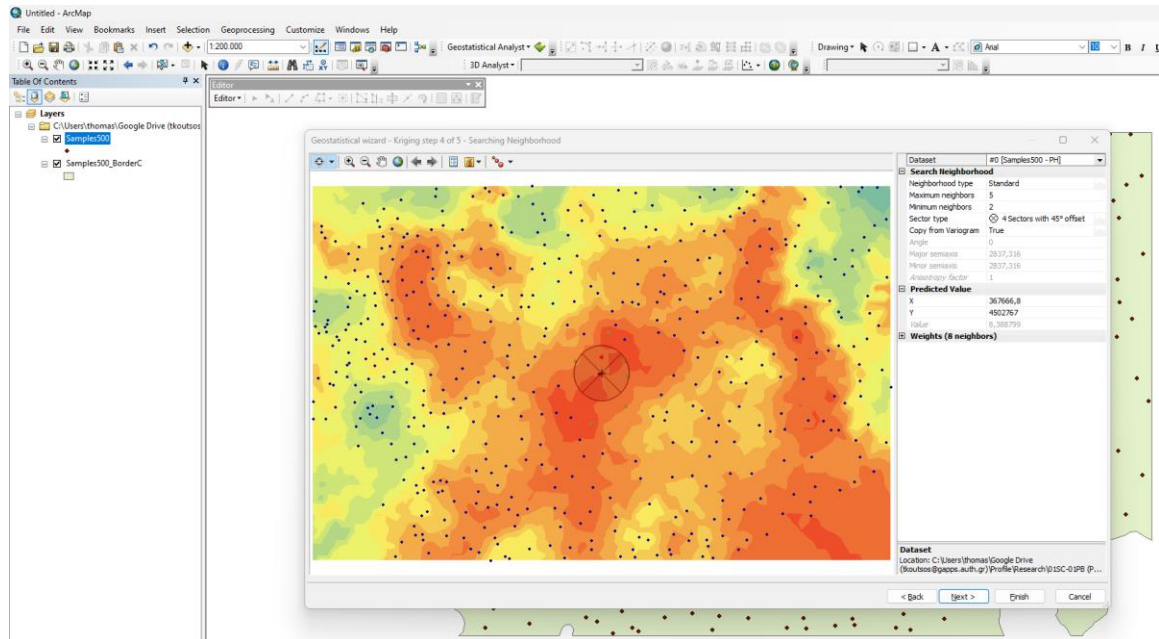 Untitled - ArcMap
File Edit View Bookmarks Insert Selection Geoprocessing Customize Windows Help
1:200.000 Geostatistical Analyst Drawing A Arial 10 B I U
3D Analyst
Table Of Contents
Editor
Editor
Layers
C:\Users\thomas\Google Drive (tkoutsos
Samples500
Samples500_BorderC
Geostatistical wizard - Kriging step 4 of 5 - Searching Neighborhood
Dataset #0 [Samples500 - PH]
Search Neighborhood
Neighborhood type Standard
Maximum neighbors 5
Minimum neighbors 2
Sector type 4 Sectors with 45° offset
Copy from Variogram True
Angle 0
Major semiaxis 2837,316
Minor semiaxis 2837,316
Anisotropy factor 1
Predicted Value
X 367666,8
Y 4502767
Value 8,388799
Weights (8 neighbors)
Dataset
Location: C:\Users\thomas\Google Drive
(tkoutsos@gapps.auth.gr)\Profile\Research\01SC-01PB (P...
< Back Next > Finish Cancel